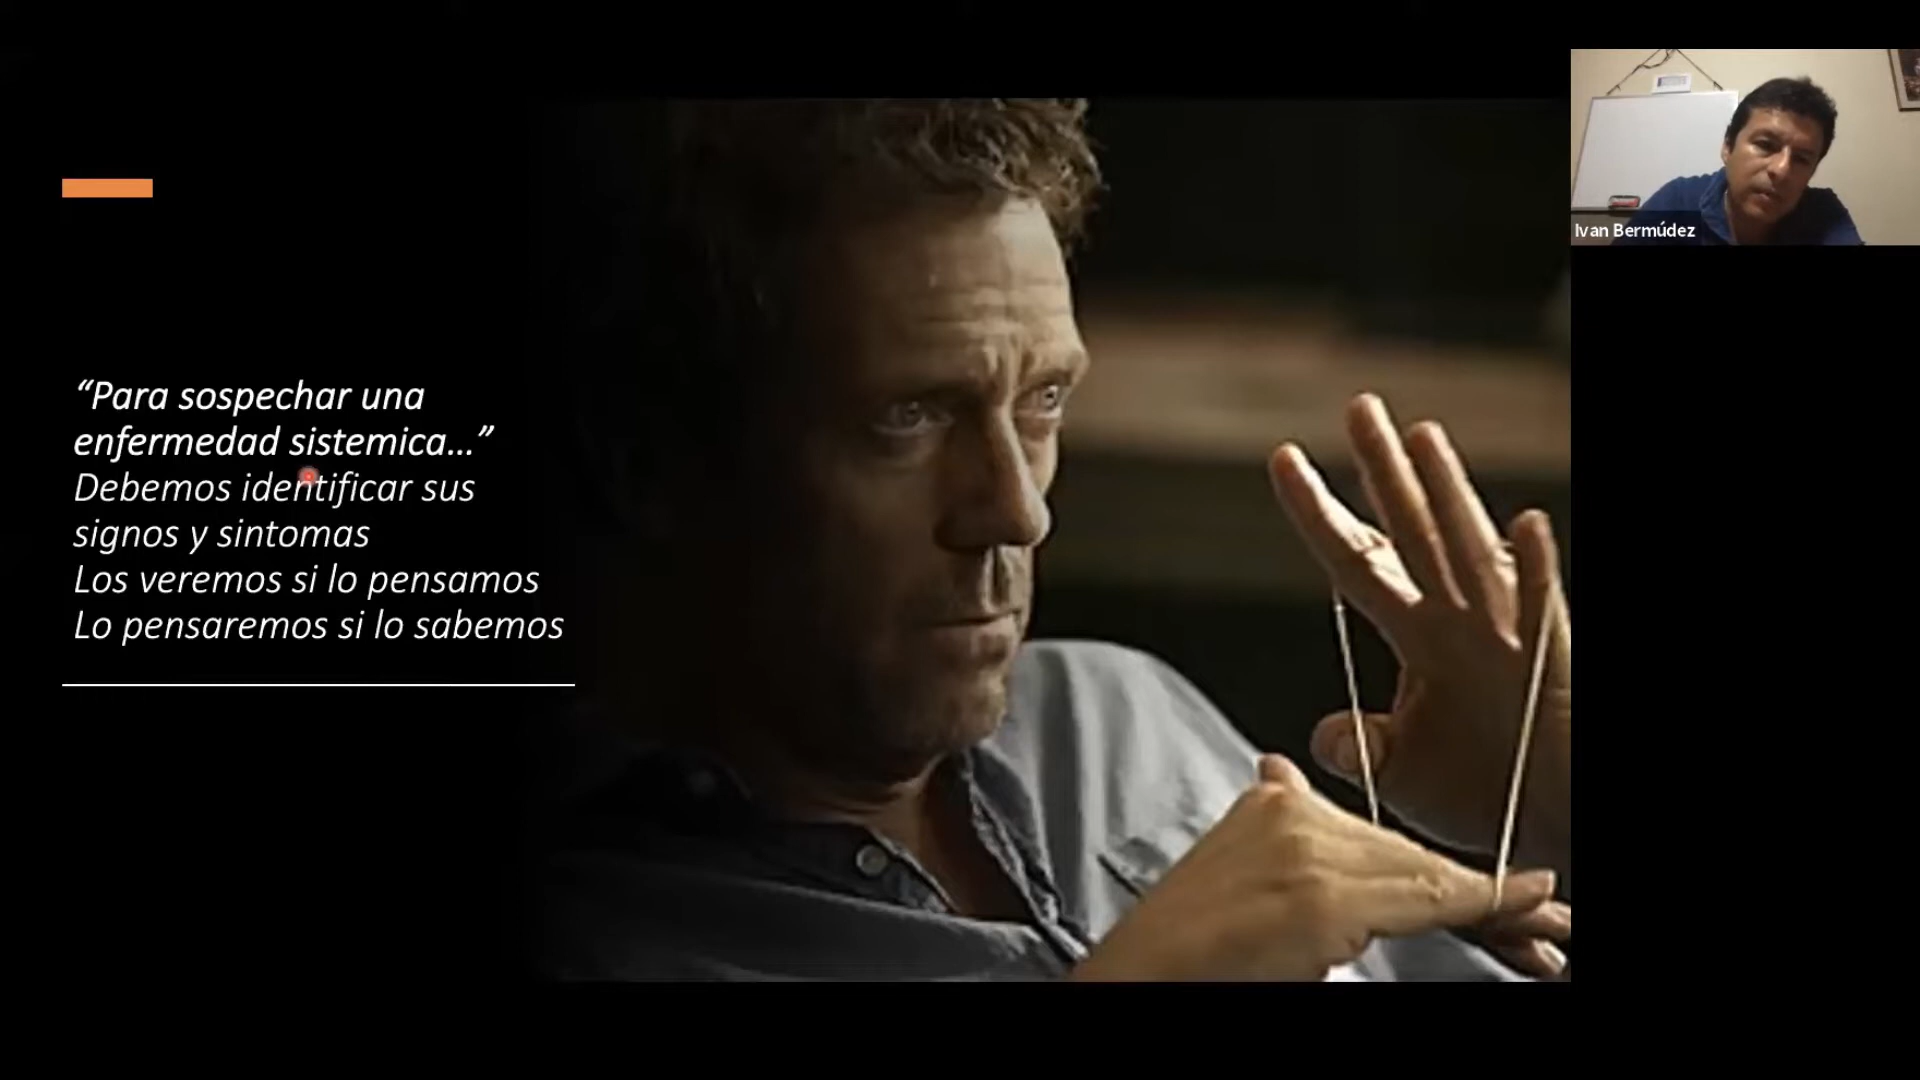 “Para sospechar una
enfermedad sistemica...”
Debemos identificar sus
signos y sintomas
Los veremos si lo pensamos
Lo pensaremos si lo sabemos
Ivan Bermúdez